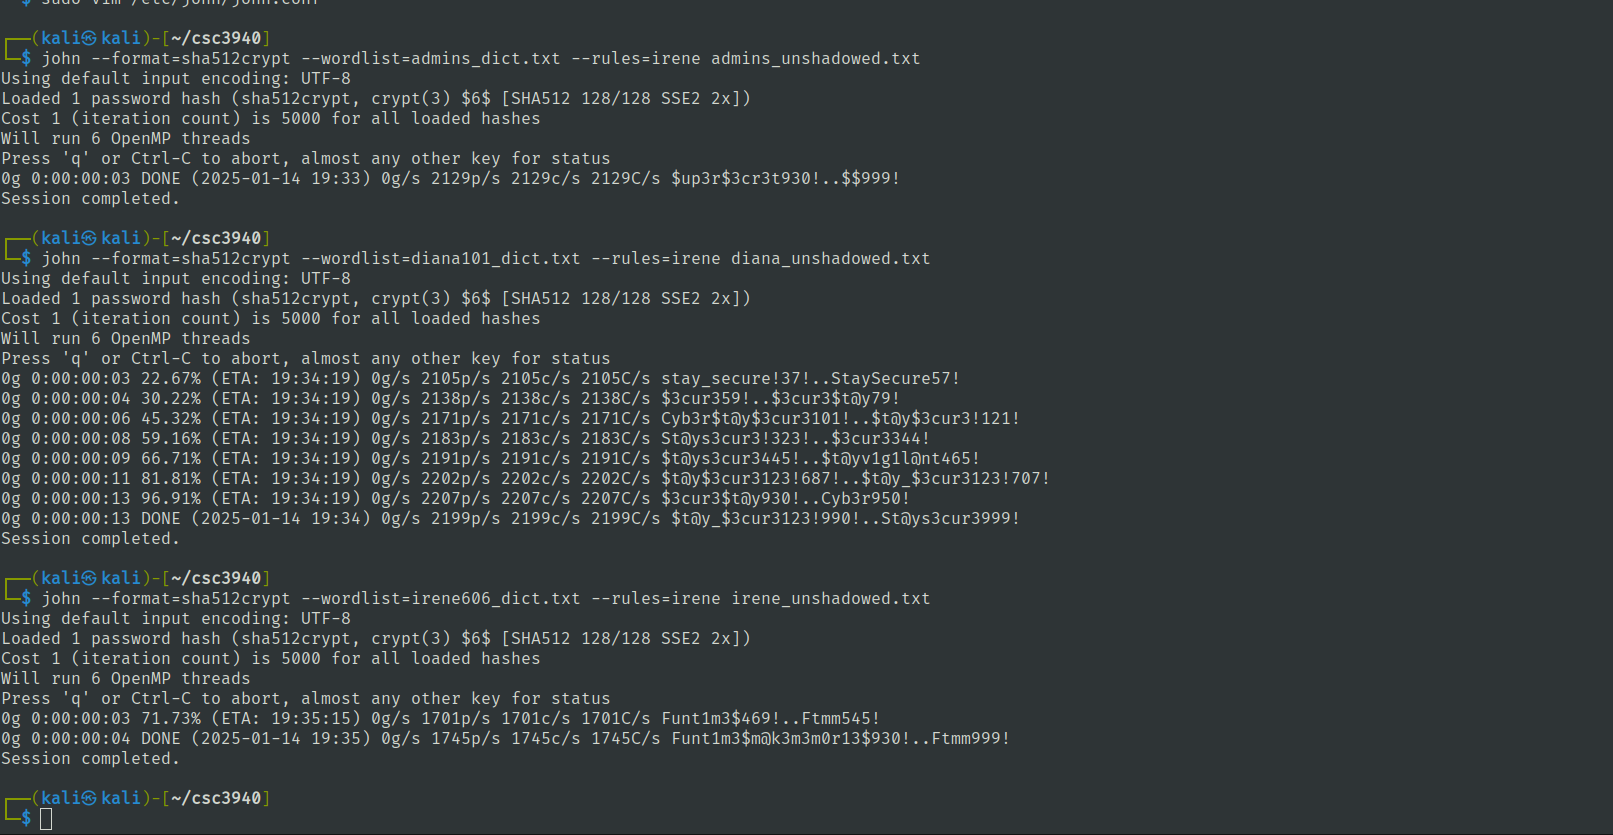 $ sudo vim /etc/john/john.conf
(kali㉿kali)-[~/csc3940]
$ john --format=sha512crypt --wordlist=admins_dict.txt --rules=irene admins_unshadowed.txt
Using default input encoding: UTF-8
Loaded 1 password hash (sha512crypt, crypt(3) $6$ [SHA512 128/128 SSE2 2x])
Cost 1 (iteration count) is 5000 for all loaded hashes
Will run 6 OpenMP threads
Press 'q' or Ctrl-C to abort, almost any other key for status
0g 0:00:00:03 DONE (2025-01-14 19:33) 0g/s 2129p/s 2129c/s 2129C/s $up3r$3cr3t930!..$$999!
Session completed.
(kali㉿kali)-[~/csc3940]
$ john --format=sha512crypt --wordlist=diana101_dict.txt --rules=irene diana_unshadowed.txt
Using default input encoding: UTF-8
Loaded 1 password hash (sha512crypt, crypt(3) $6$ [SHA512 128/128 SSE2 2x])
Cost 1 (iteration count) is 5000 for all loaded hashes
Will run 6 OpenMP threads
Press 'q' or Ctrl-C to abort, almost any other key for status
0g 0:00:00:03 22.67% (ETA: 19:34:19) 0g/s 2105p/s 2105c/s 2105C/s stay_secure!37!..StaySecure57!
0g 0:00:00:04 30.22% (ETA: 19:34:19) 0g/s 2138p/s 2138c/s 2138C/s $3cur359!..$3cur3$t@y79!
0g 0:00:00:06 45.32% (ETA: 19:34:19) 0g/s 2171p/s 2171c/s 2171C/s Cyb3r$t@y$3cur3101!..$t@y$3cur3!121!
0g 0:00:00:08 59.16% (ETA: 19:34:19) 0g/s 2183p/s 2183c/s 2183C/s St@ys3cur3!323!..$3cur3344!
0g 0:00:00:09 66.71% (ETA: 19:34:19) 0g/s 2191p/s 2191c/s 2191C/s $t@ys3cur3445!..$t@yv1g1l@nt465!
0g 0:00:00:11 81.81% (ETA: 19:34:19) 0g/s 2202p/s 2202c/s 2202C/s $t@y$3cur3123!687!..$t@y_$3cur3123!707!
0g 0:00:00:13 96.91% (ETA: 19:34:19) 0g/s 2207p/s 2207c/s 2207C/s $3cur3$t@y930!..Cyb3r950!
0g 0:00:00:13 DONE (2025-01-14 19:34) 0g/s 2199p/s 2199c/s 2199C/s $t@y_$3cur3123!990!..St@ys3cur3999!
Session completed.
(kali㉿kali)-[~/csc3940]
$ john --format=sha512crypt --wordlist=irene606_dict.txt --rules=irene irene_unshadowed.txt
Using default input encoding: UTF-8
Loaded 1 password hash (sha512crypt, crypt(3) $6$ [SHA512 128/128 SSE2 2x])
Cost 1 (iteration count) is 5000 for all loaded hashes
Will run 6 OpenMP threads
Press 'q' or Ctrl-C to abort, almost any other key for status
0g 0:00:00:03 71.73% (ETA: 19:35:15) 0g/s 1701p/s 1701c/s 1701C/s Funt1m3$469!..Ftmm545!
0g 0:00:00:04 DONE (2025-01-14 19:35) 0g/s 1745p/s 1745c/s 1745C/s Funt1m3$m@k3m3m0r13$930!..Ftmm999!
Session completed.
(kali㉿kali)-[~/csc3940]
$